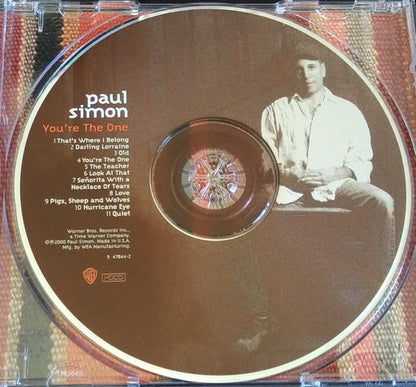 paul
simon
You're The One
1 That's Where I Belong
2 Darling Lorraine
3 Old
4 You're The One
5 The Teacher
6 Look At That
7 Señorita With a
Necklace Of Tears
8 Love
9 Pigs, Sheep and Wolves
10 Hurricane Eye
11 Quiet
Warner Bros. Records Inc.,
a Time Warner Company.
©℗2000 Paul Simon. Made in U.S.A.
Mfg. by WEA Manufacturing.
9 47844-2
WB